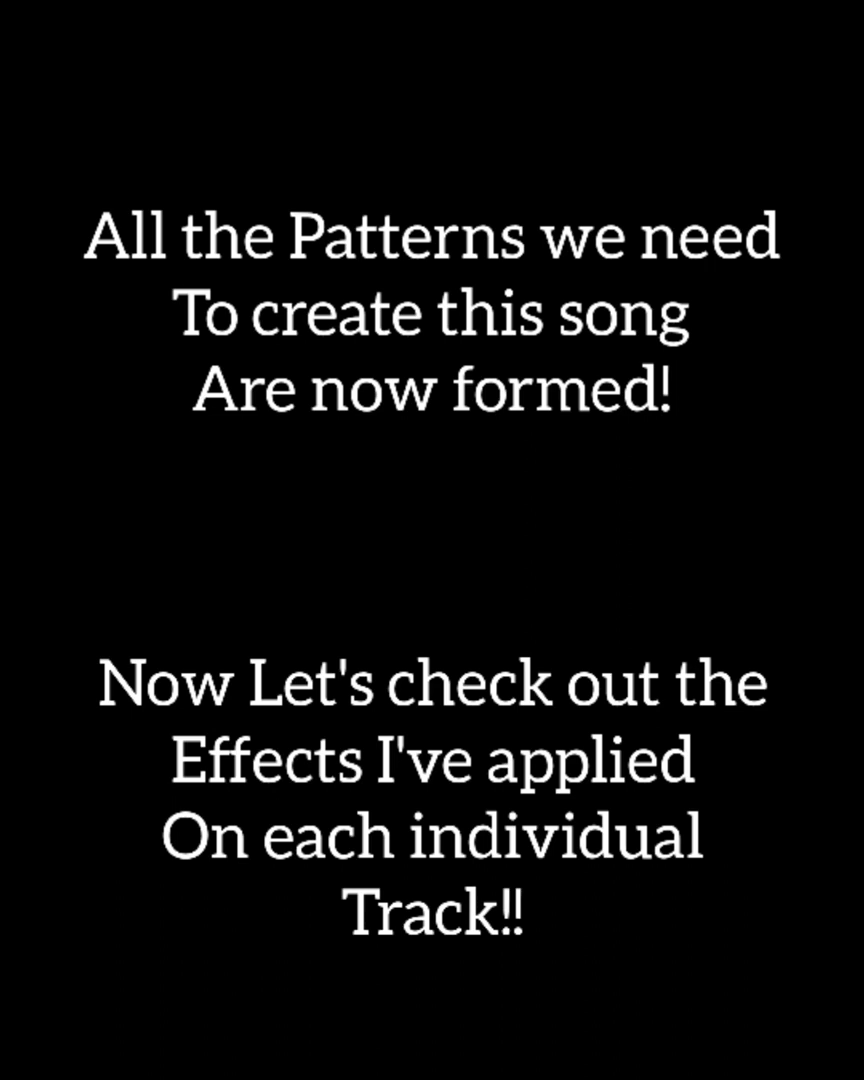 All the Patterns we need
To create this song
Are now formed!
Now Let's check out the
Effects I've applied
On each individual
Track!!